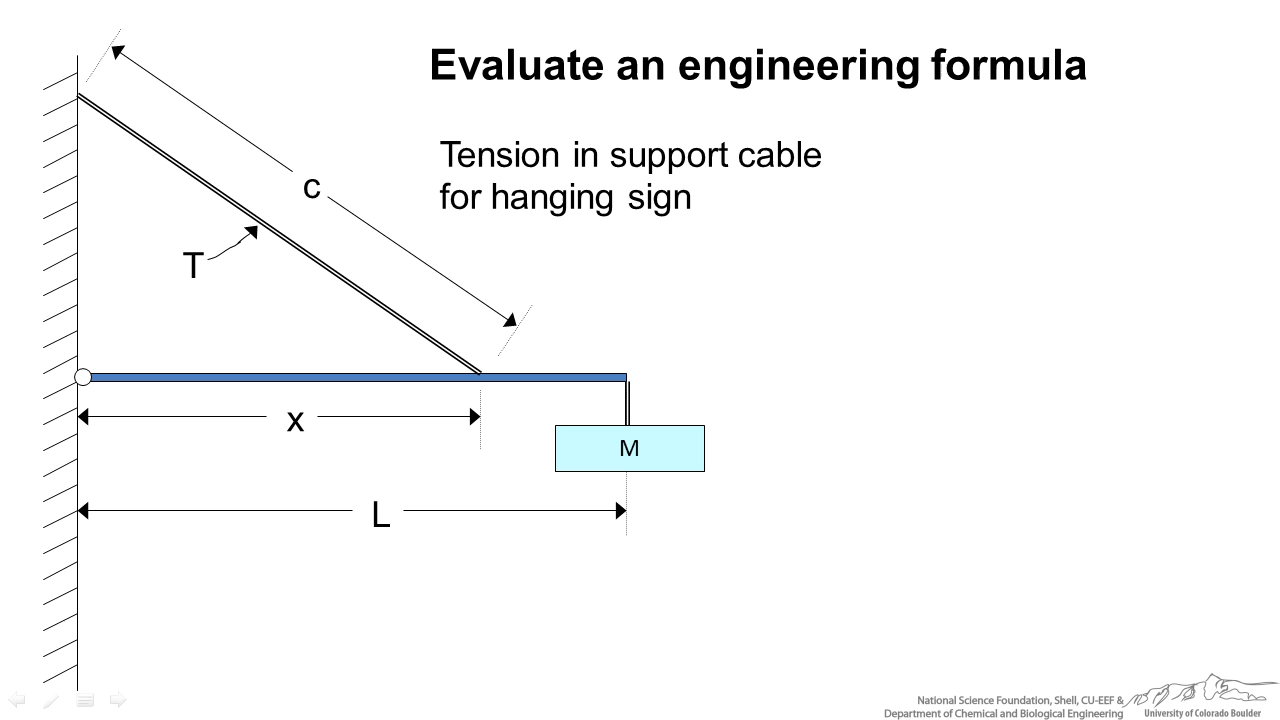 Evaluate an engineering formula
Tension in support cable
for hanging sign
c
T
x
M
L
National Science Foundation, Shell, CU-EEF &
Department of Chemical and Biological Engineering
University of Colorado Boulder